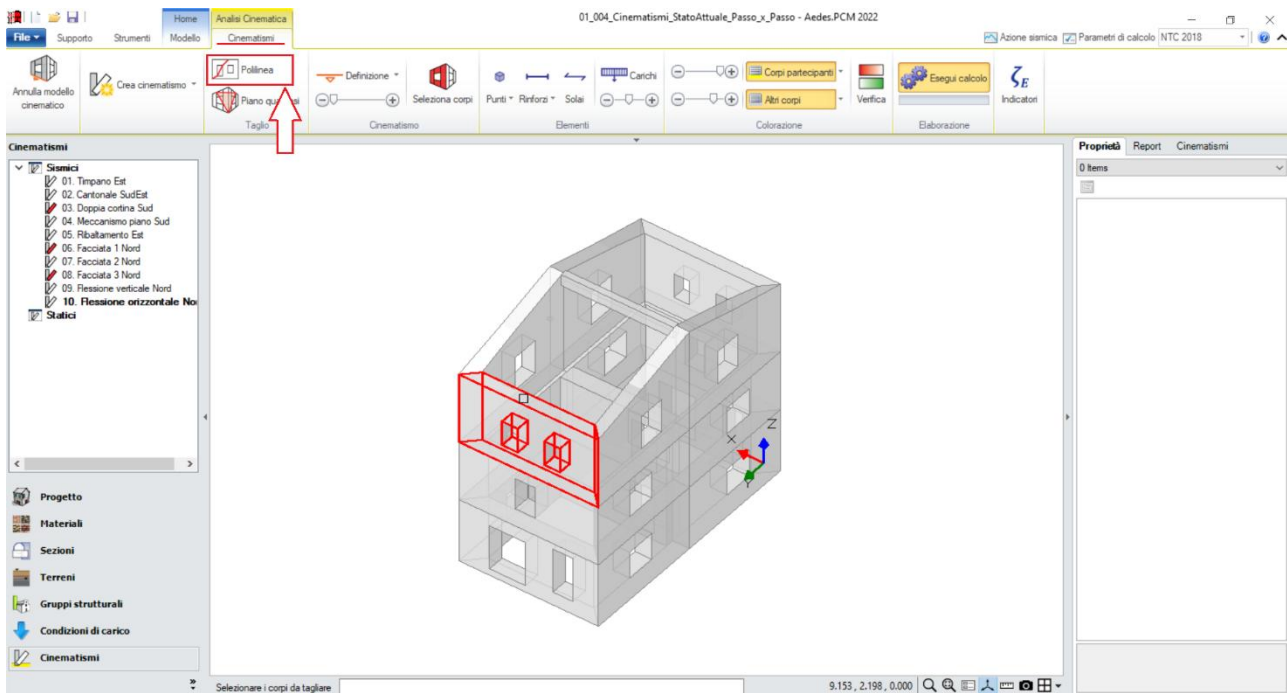 01_004_Cinematismi_StatoAttuale_Passo_x_Passo - Aedes.PCM 2022
Home
Analisi Cinematica
File
Supporto
Strumenti
Modello
Cinematismi
Azione sismica
Parametri di calcolo
NTC 2018
Annulla modello
cinematico
Crea cinematismo
Polilinea
Piano qu
Taglio
Definizione
Seleziona corpi
Cinematismo
Punti
Rinforzi
Solai
Carichi
Elementi
Corpi partecipanti
Altri corpi
Verifica
Colorazione
Esegui calcolo
Elaborazione
ζE
Indicatori
Cinematismi
Sismici
01. Timpano Est
02. Cantonale SudEst
03. Doppia cortina Sud
04. Meccanismo piano Sud
05. Ribaltamento Est
06. Facciata 1 Nord
07. Facciata 2 Nord
08. Facciata 3 Nord
09. Flessione verticale Nord
10. Flessione orizzontale No
Statici
Progetto
Materiali
Sezioni
Terreni
Gruppi strutturali
Condizioni di carico
Cinematismi
X
Y
Z
Proprietà
Report
Cinematismi
0 Items
Selezionare i corpi da tagliare
9.153 , 2.198 , 0.000